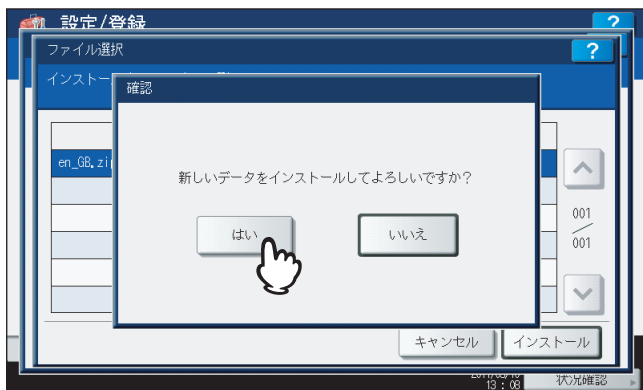 設定/登録
?
ファイル選択
?
インストー
確認
en_GB.zip
新しいデータをインストールしてよろしいですか?
はい
いいえ
001
001
キャンセル
インストール
13:08
状況確認